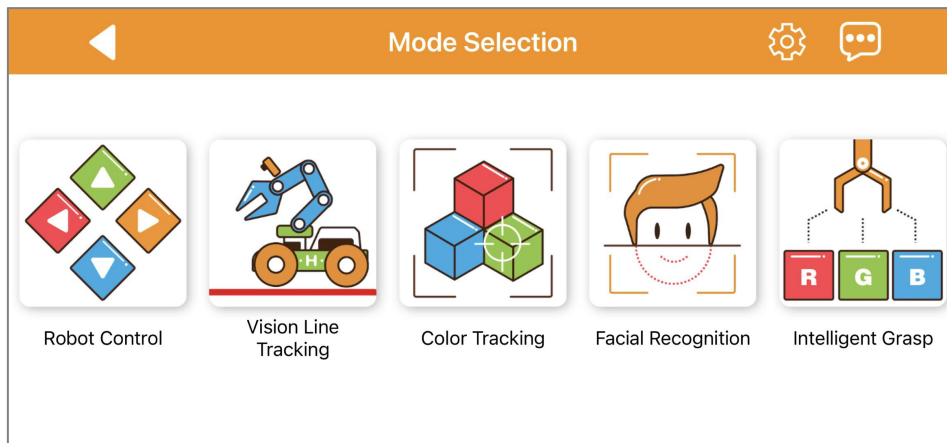 Mode Selection
H
R G B
Robot Control
Vision Line
Tracking
Color Tracking
Facial Recognition
Intelligent Grasp